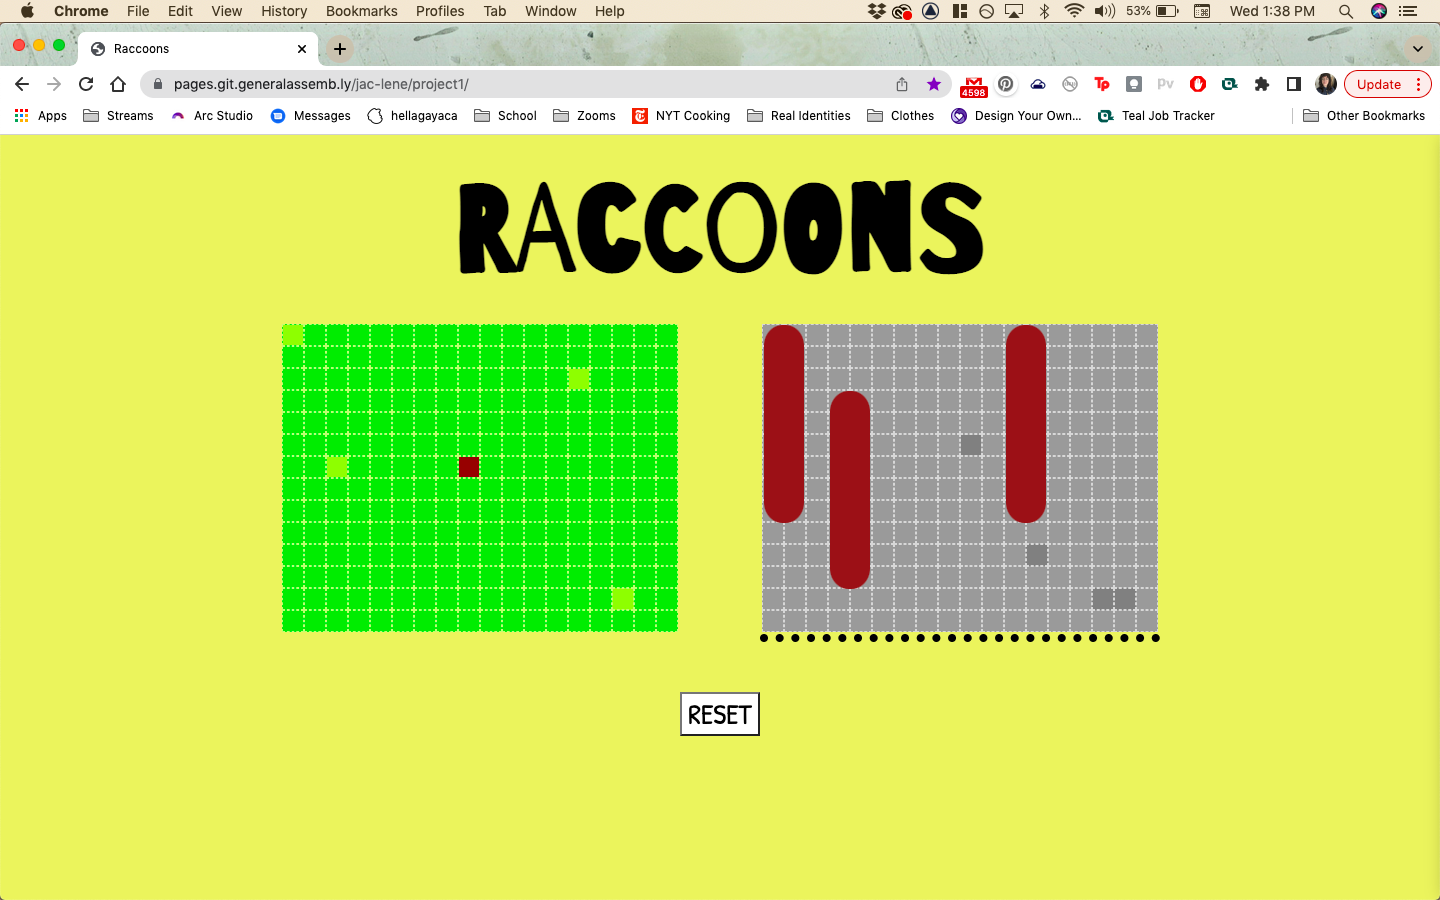 Chrome File Edit View History Bookmarks Profiles Tab Window Help 53% Wed 1:38 PM
Raccoons
pages.git.generalassemb.ly/jac-lene/project1/ 4598 Tp Pv Update
Apps Streams Arc Studio Messages hellagayaca School Zooms NYT Cooking Real Identities Clothes Design Your Own... Teal Job Tracker Other Bookmarks
RACCOONS
RESET